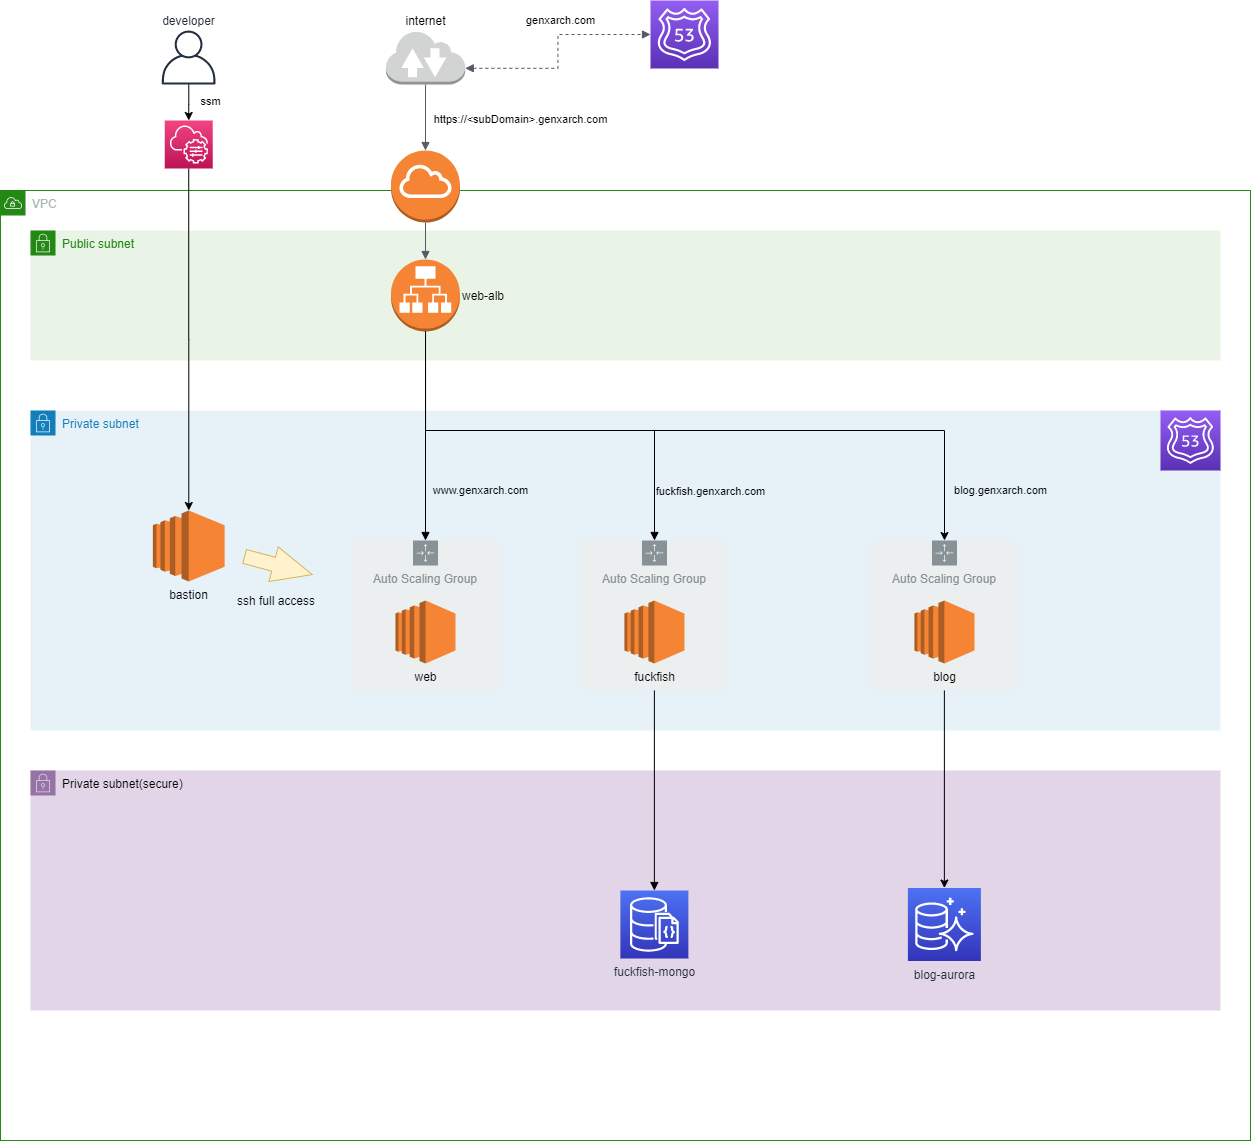 developer
internet
genxarch.com
53
ssm
https://<subDomain>.genxarch.com
VPC
Public subnet
web-alb
Private subnet
53
www.genxarch.com
fuckfish.genxarch.com
blog.genxarch.com
Auto Scaling Group
Auto Scaling Group
Auto Scaling Group
bastion
ssh full access
web
fuckfish
blog
Private subnet(secure)
{}
fuckfish-mongo
blog-aurora